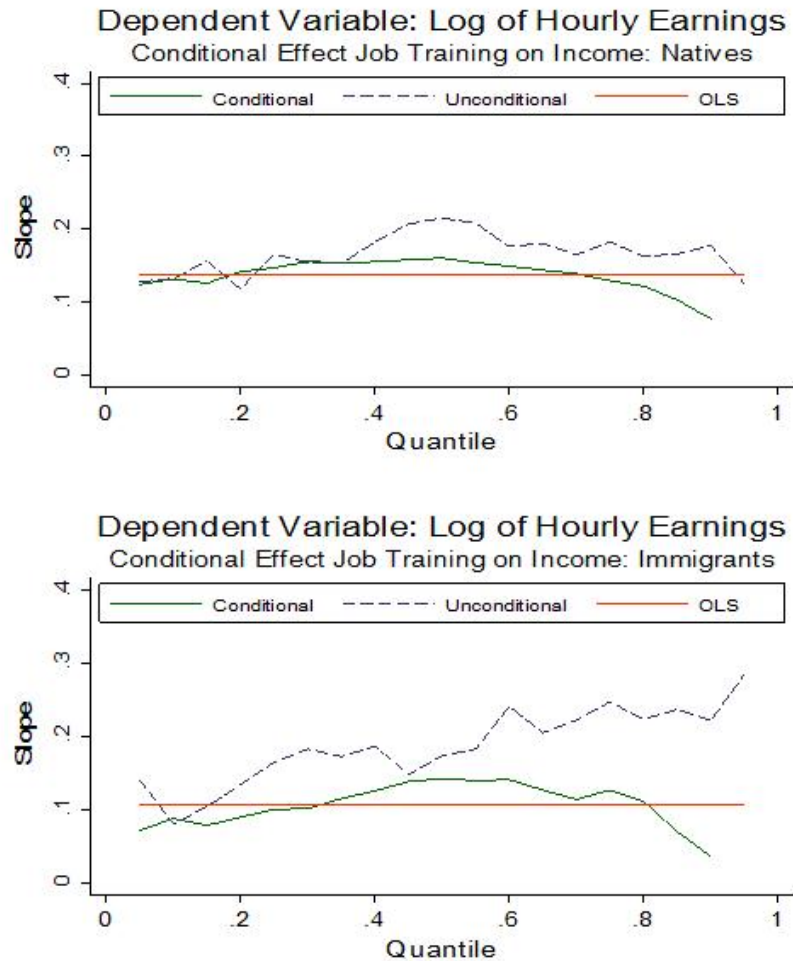 Dependent Variable: Log of Hourly Earnings
Conditional Effect Job Training on Income: Natives
Conditional Unconditional OLS
.4
.3
.2
.1
0
Slope
0 .2 .4 .6 .8 1
Quantile
Dependent Variable: Log of Hourly Earnings
Conditional Effect Job Training on Income: Immigrants
Conditional Unconditional OLS
.4
.3
.2
.1
0
Slope
0 .2 .4 .6 .8 1
Quantile